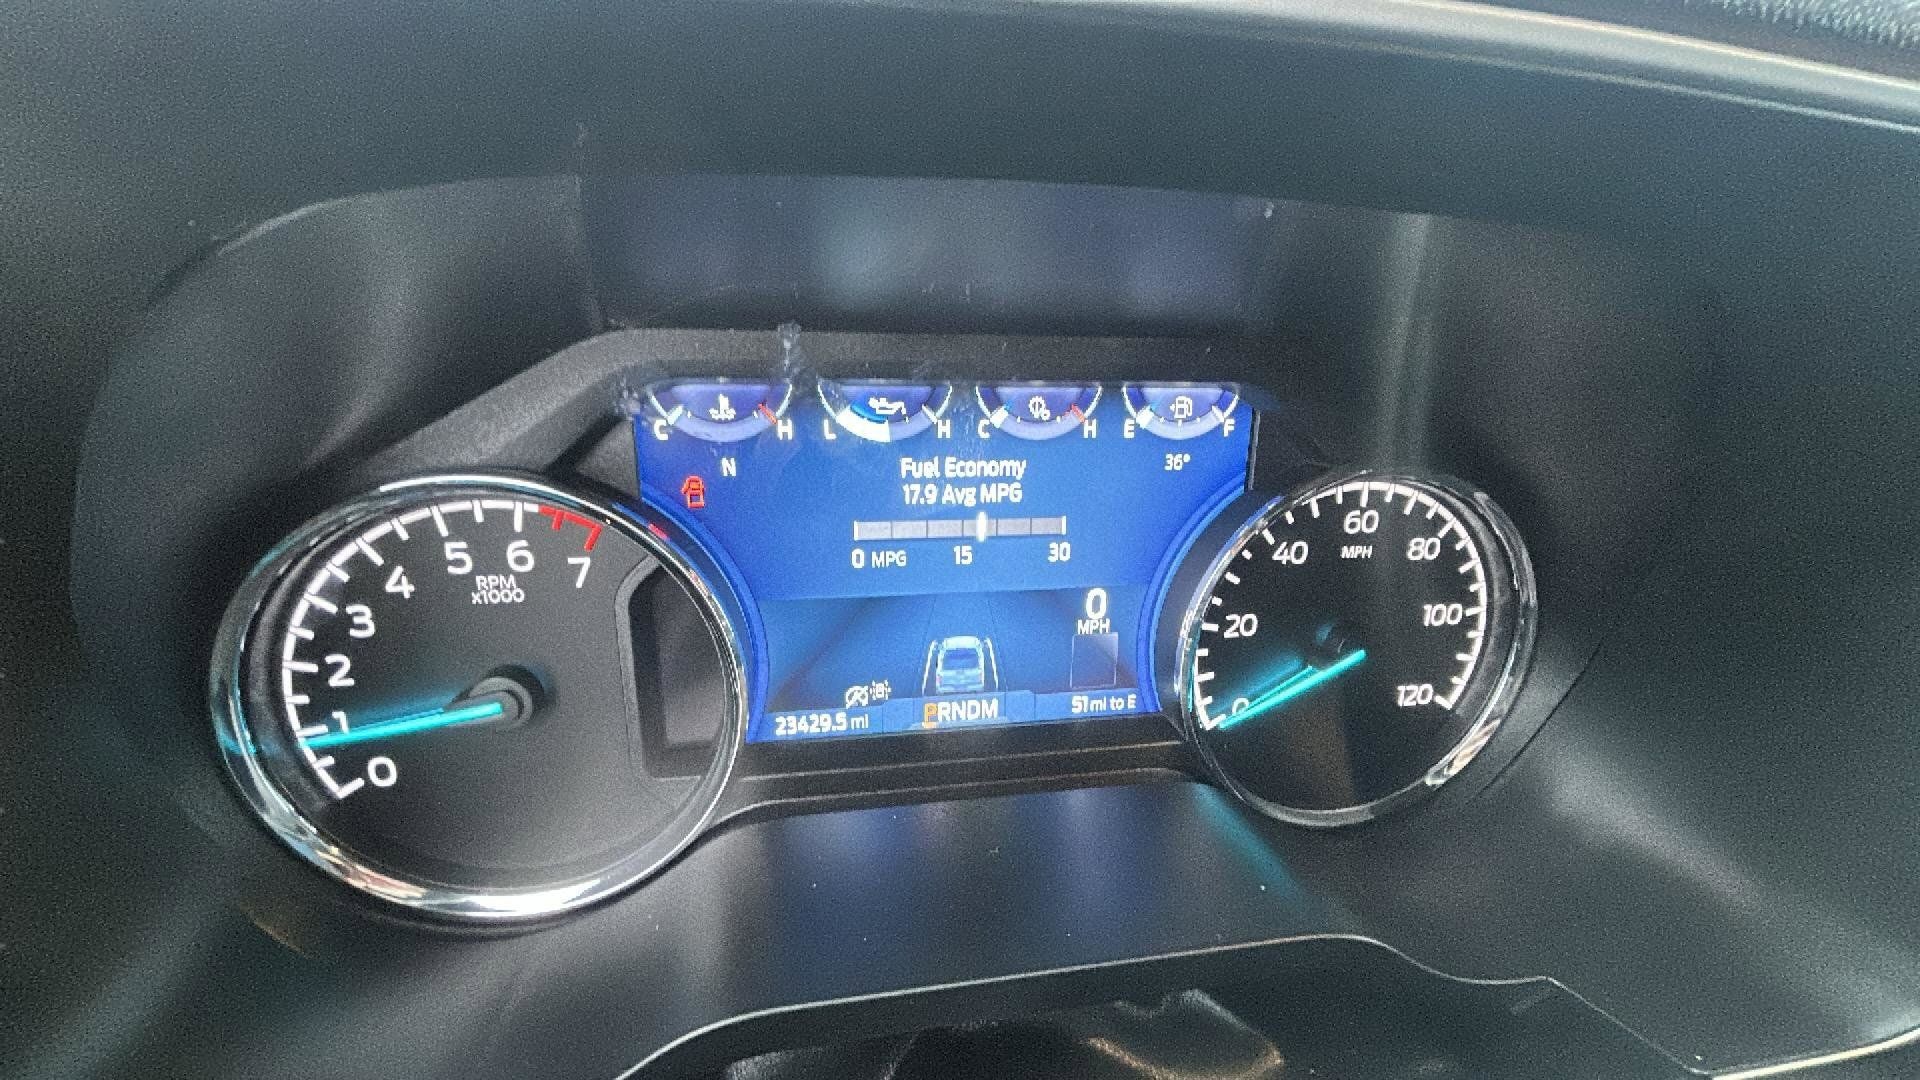 C H L H C H E F
N 36°
Fuel Economy
17.9 Avg MPG
0 MPG 15 30
0
MPH
23429.5 mi PRNDM 51 mi to E
0 1 2 3 4 5 6 7
RPM
x1000
0 20 40 60 80 100 120
MPH